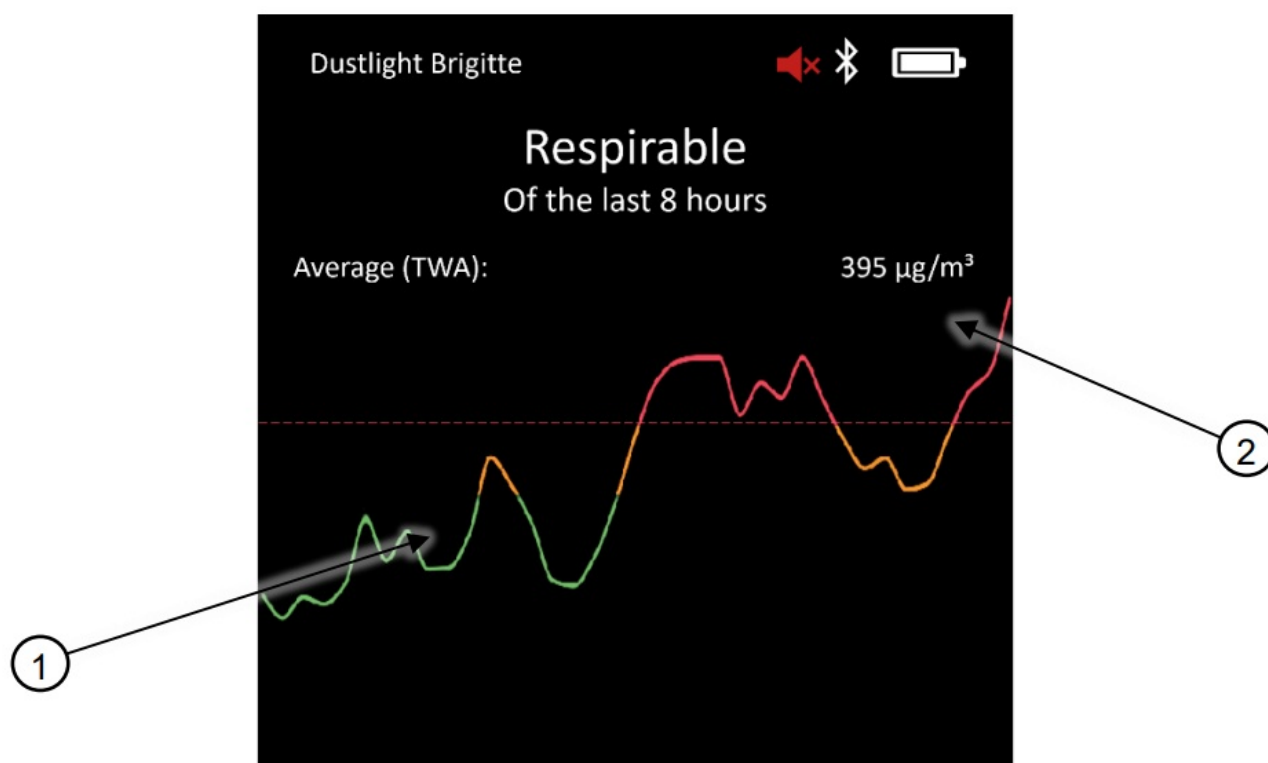 Dustlight Brigitte
Respirable
Of the last 8 hours
Average (TWA): 395 µg/m³
2
1